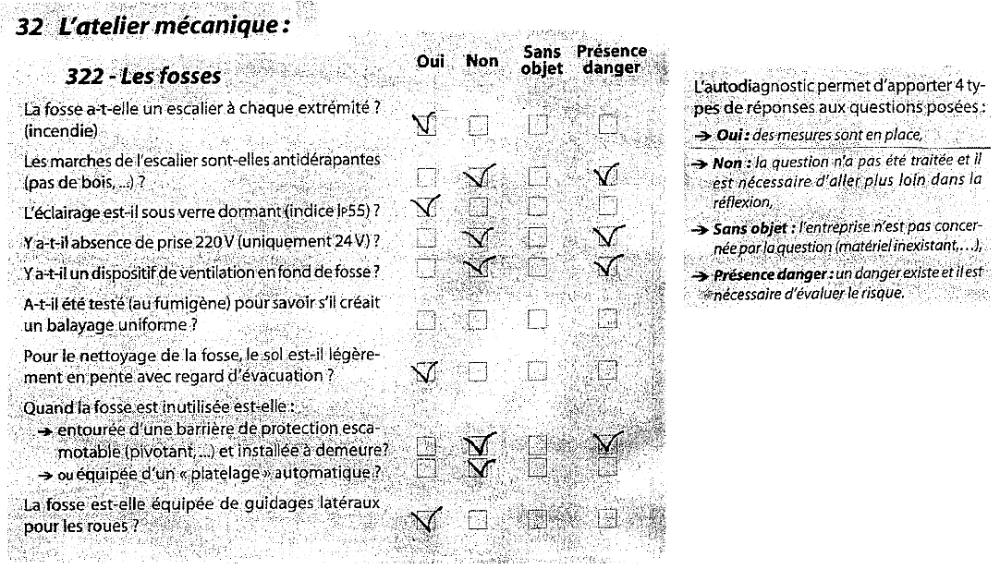 32 L'atelier mécanique :
322 - Les fosses
Oui Non Sans objet Présence danger
La fosse a-t-elle un escalier à chaque extrémité ?
(incendie)
Les marches de l'escalier sont-elles antidérapantes
(pas de bois, ...) ?
L'éclairage est-il sous verre dormant (indice IP55) ?
Y a-t-il absence de prise 220 V (uniquement 24 V) ?
Y a-t-il un dispositif de ventilation en fond de fosse ?
A-t-il été testé (au fumigène) pour savoir s'il créait
un balayage uniforme ?
Pour le nettoyage de la fosse, le sol est-il légère-
ment en pente avec regard d'évacuation ?
Quand la fosse est inutilisée est-elle :
➔ entourée d'une barrière de protection esca-
motable (pivotant, ...) et installée à demeure?
➔ ou équipée d'un « platelage » automatique ?
La fosse est-elle équipée de guidages latéraux
pour les roues ?
L'autodiagnostic permet d'apporter 4 ty-
pes de réponses aux questions posées :
➔ Oui : des mesures sont en place,
➔ Non : la question n'a pas été traitée et il
est nécessaire d'aller plus loin dans la
réflexion,
➔ Sans objet : l'entreprise n'est pas concer-
née par la question (matériel inexistant, ...),
➔ Présence danger : un danger existe et il est
nécessaire d'évaluer le risque.